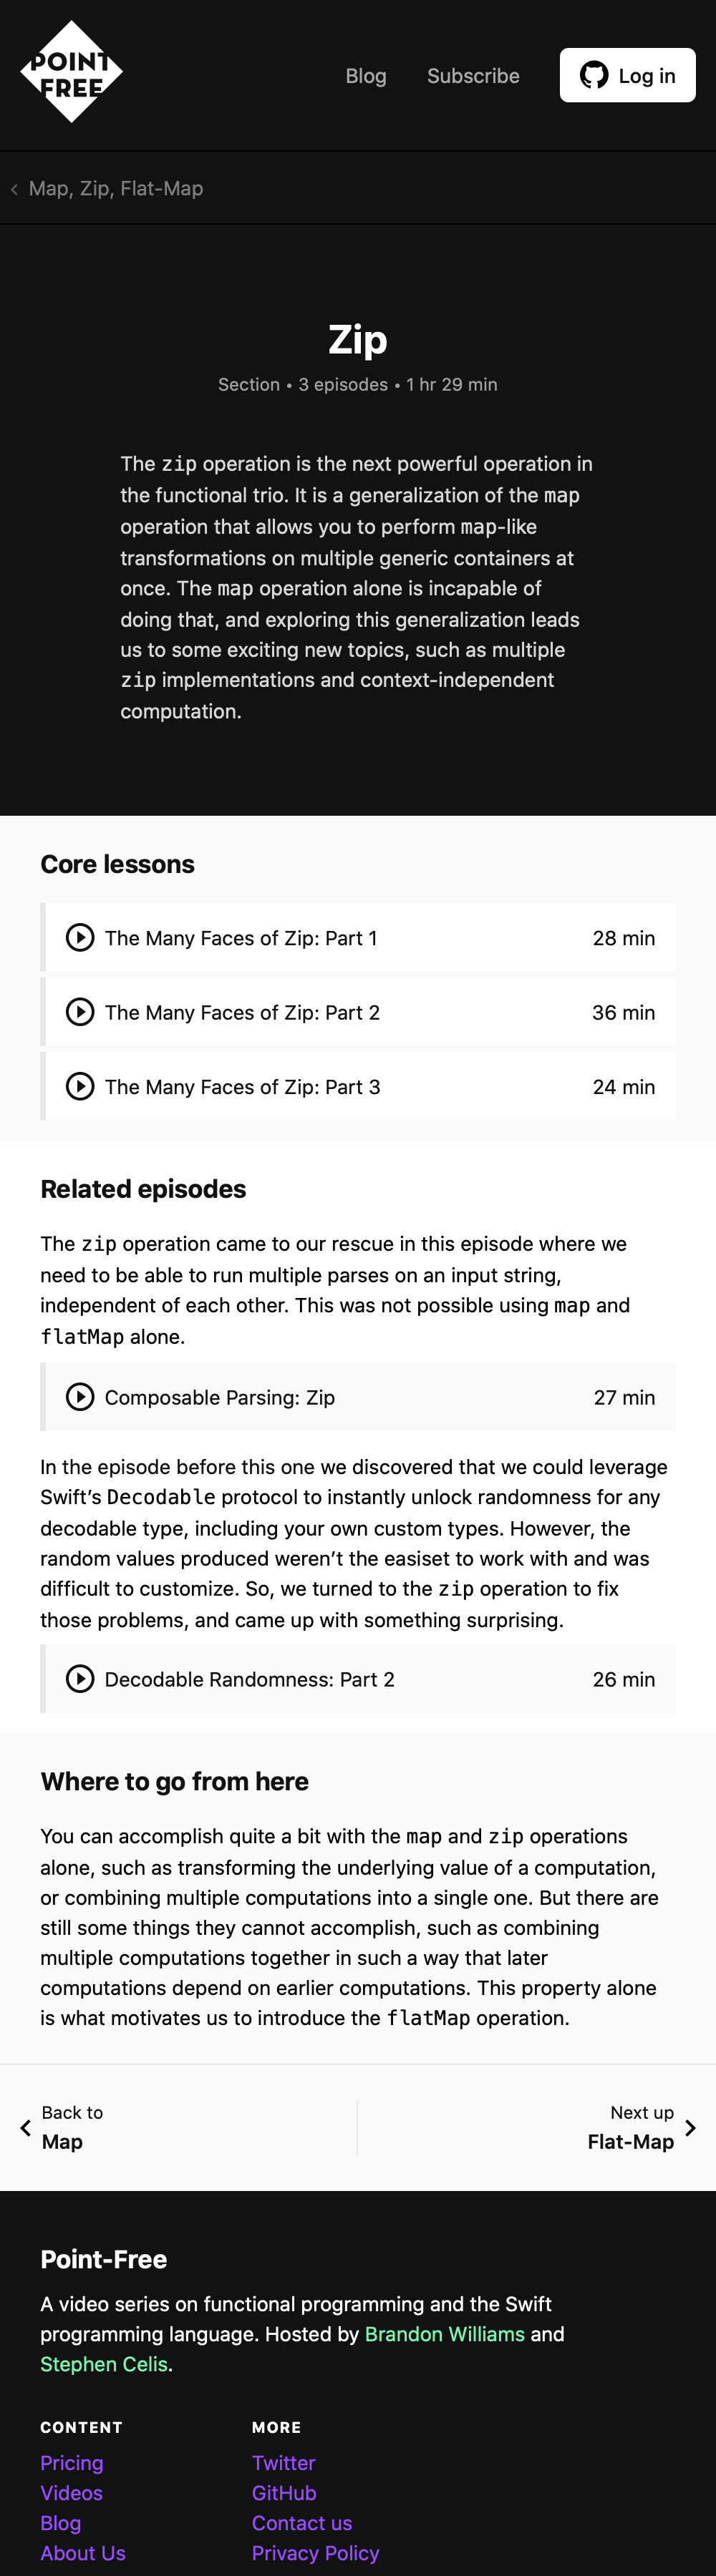 POINT
FREE
Blog
Subscribe
Log in
Map, Zip, Flat-Map
Zip
Section • 3 episodes • 1 hr 29 min
The zip operation is the next powerful operation in
the functional trio. It is a generalization of the map
operation that allows you to perform map-like
transformations on multiple generic containers at
once. The map operation alone is incapable of
doing that, and exploring this generalization leads
us to some exciting new topics, such as multiple
zip implementations and context-independent
computation.
Core lessons
The Many Faces of Zip: Part 1 28 min
The Many Faces of Zip: Part 2 36 min
The Many Faces of Zip: Part 3 24 min
Related episodes
The zip operation came to our rescue in this episode where we
need to be able to run multiple parses on an input string,
independent of each other. This was not possible using map and
flatMap alone.
Composable Parsing: Zip 27 min
In the episode before this one we discovered that we could leverage
Swift’s Decodable protocol to instantly unlock randomness for any
decodable type, including your own custom types. However, the
random values produced weren’t the easiset to work with and was
difficult to customize. So, we turned to the zip operation to fix
those problems, and came up with something surprising.
Decodable Randomness: Part 2 26 min
Where to go from here
You can accomplish quite a bit with the map and zip operations
alone, such as transforming the underlying value of a computation,
or combining multiple computations into a single one. But there are
still some things they cannot accomplish, such as combining
multiple computations together in such a way that later
computations depend on earlier computations. This property alone
is what motivates us to introduce the flatMap operation.
Back to
Map
Next up
Flat-Map
Point-Free
A video series on functional programming and the Swift
programming language. Hosted by Brandon Williams and
Stephen Celis.
CONTENT
Pricing
Videos
Blog
About Us
MORE
Twitter
GitHub
Contact us
Privacy Policy